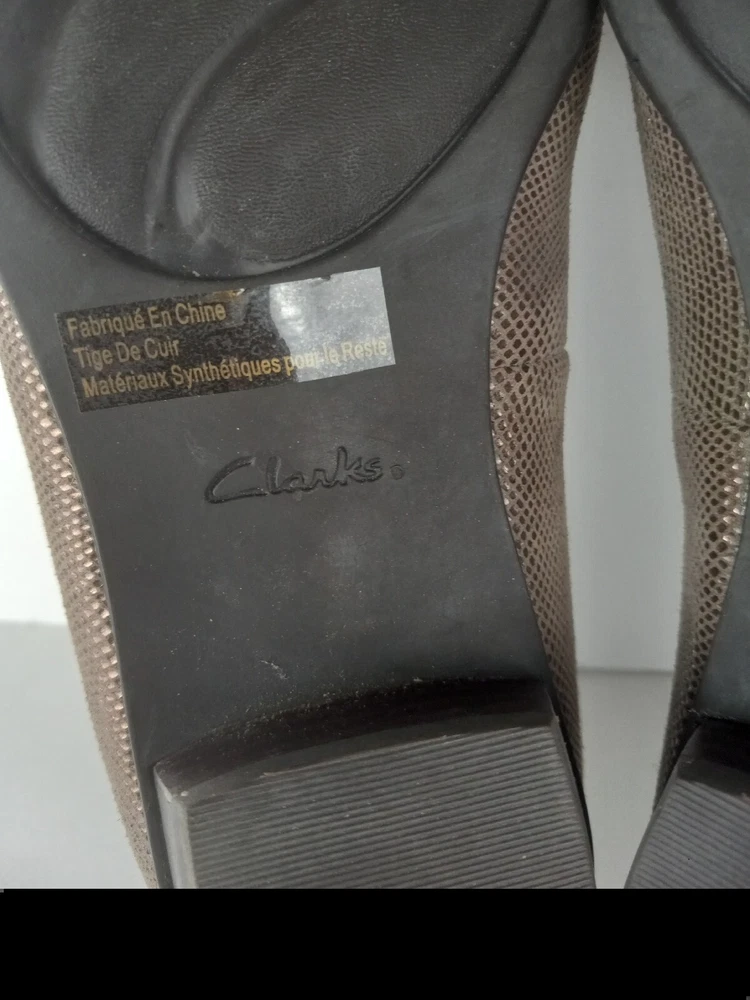 Fabriqué En Chine
Tige De Cuir
Matériaux Synthétiques pour le Reste
Clarks®